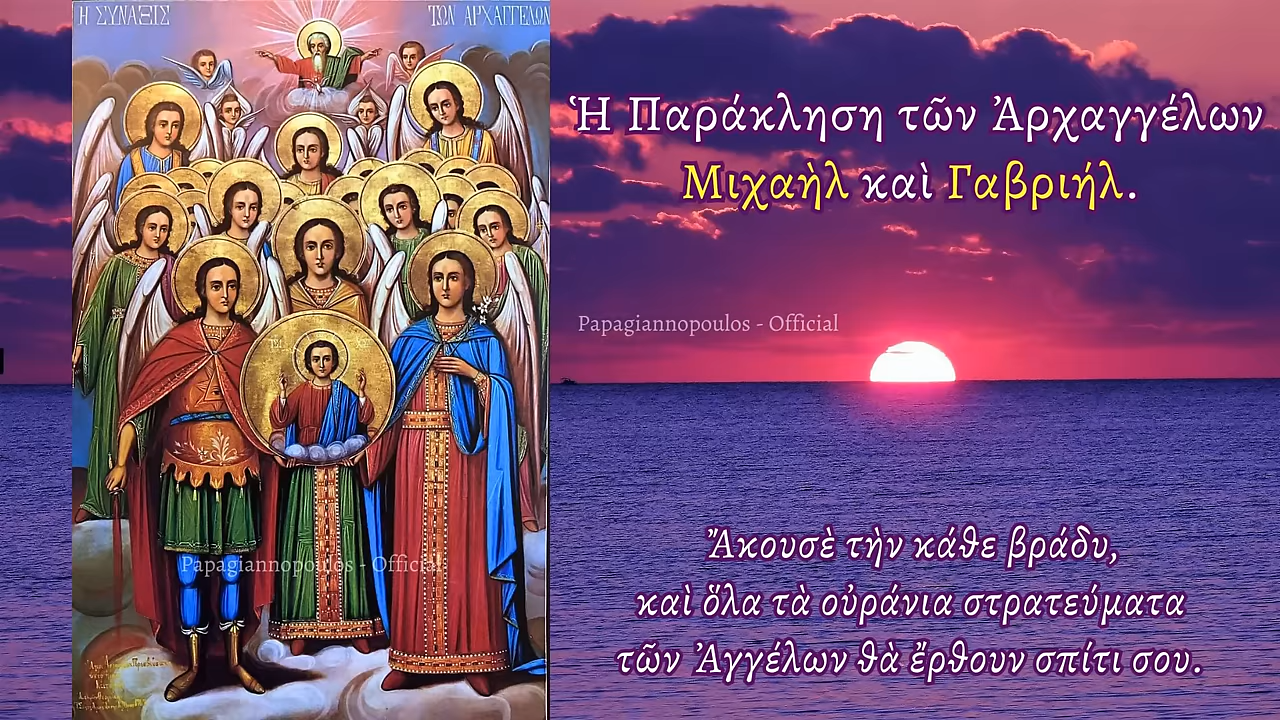 Η ΣΥΝΑΞΙΣ ΤΩΝ ΑΡΧΑΓΓΕΛΩΝ
Ἡ Παράκληση τῶν Ἀρχαγγέλων
Μιχαὴλ καὶ Γαβριήλ.
Papagiannopoulos - Official
Papagiannopoulos - Official
Ἄκουσὲ τὴν κάθε βράδυ,
καὶ ὅλα τὰ οὐράνια στρατεύματα
τῶν Ἀγγέλων θὰ ἔρθουν σπίτι σου.